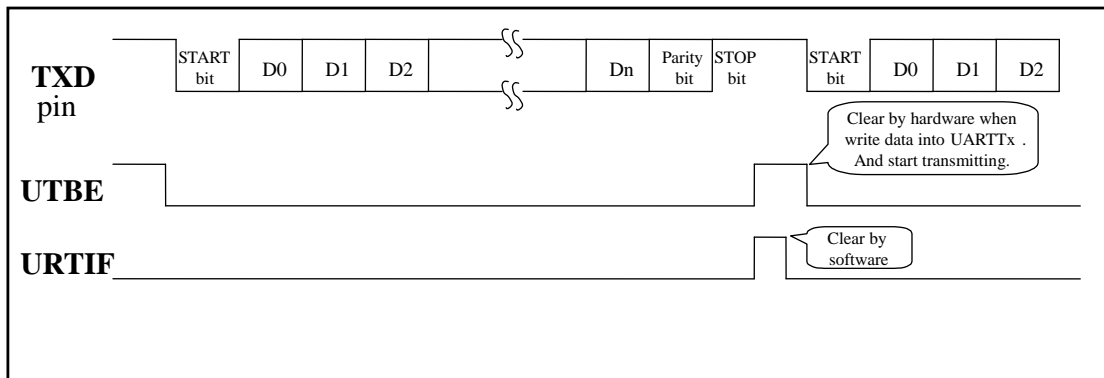 TXD
pin
START
bit
D0
D1
D2
Dn
Parity
bit
STOP
bit
START
bit
D0
D1
D2
Clear by hardware when
write data into UARTTx .
And start transmitting.
UTBE
Clear by
software
URTIF